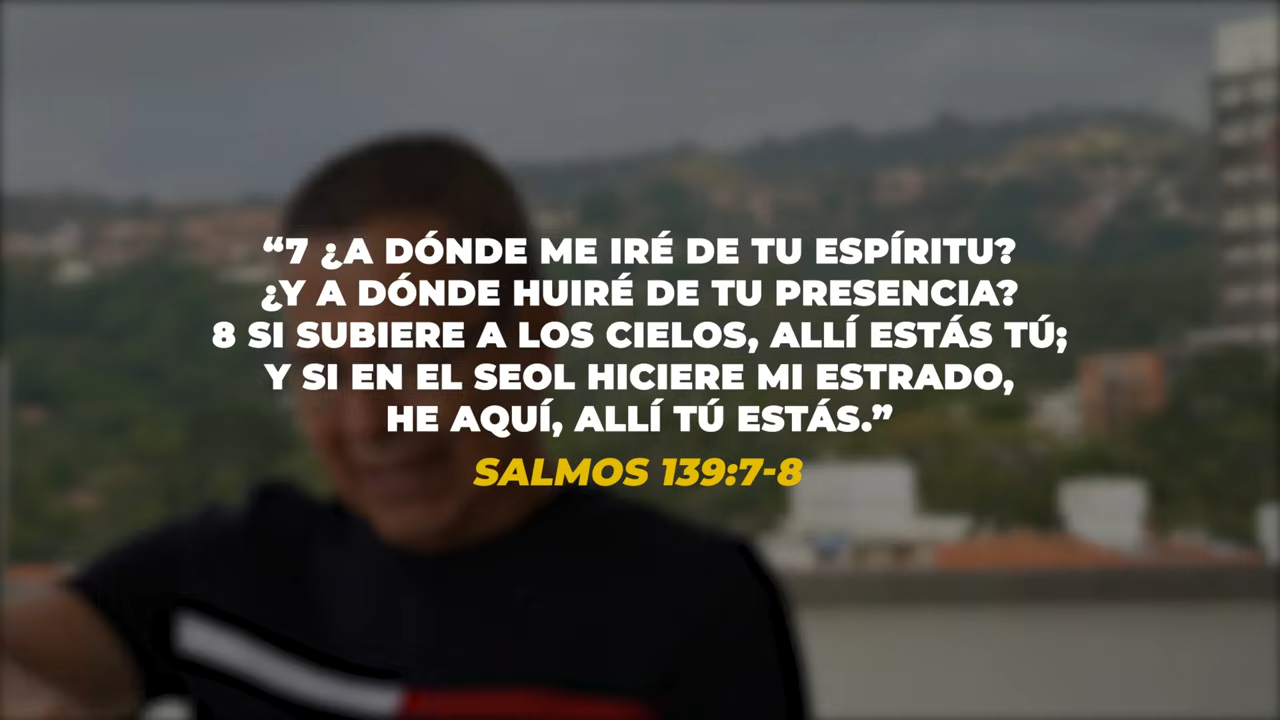 “7 ¿A DÓNDE ME IRÉ DE TU ESPÍRITU?
¿Y A DÓNDE HUIRÉ DE TU PRESENCIA?
8 SI SUBIERE A LOS CIELOS, ALLÍ ESTÁS TÚ;
Y SI EN EL SEOL HICIERE MI ESTRADO,
HE AQUÍ, ALLÍ TÚ ESTÁS.”
SALMOS 139:7-8